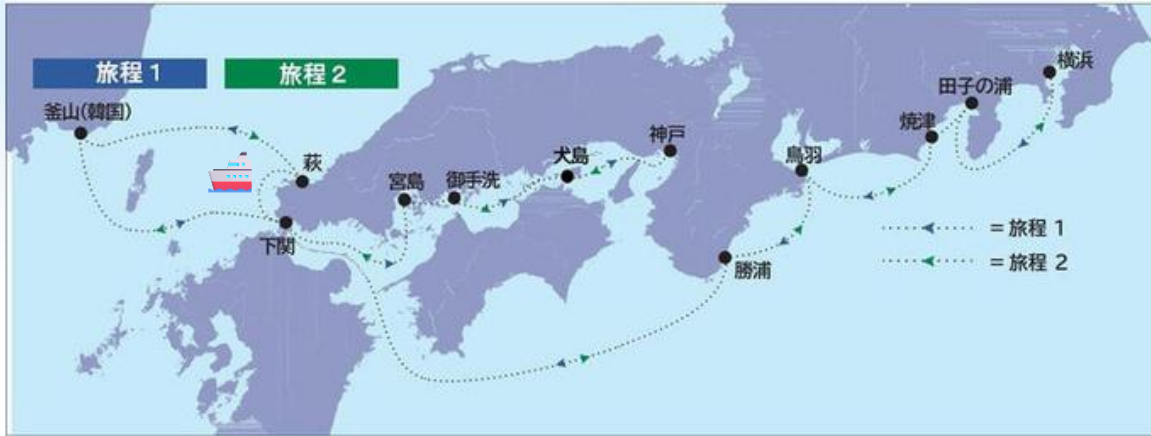 旅程1
旅程2
釜山(韓国)
萩
下関
宮島
御手洗
犬島
神戸
勝浦
鳥羽
焼津
田子の浦
横浜
=旅程1
=旅程2